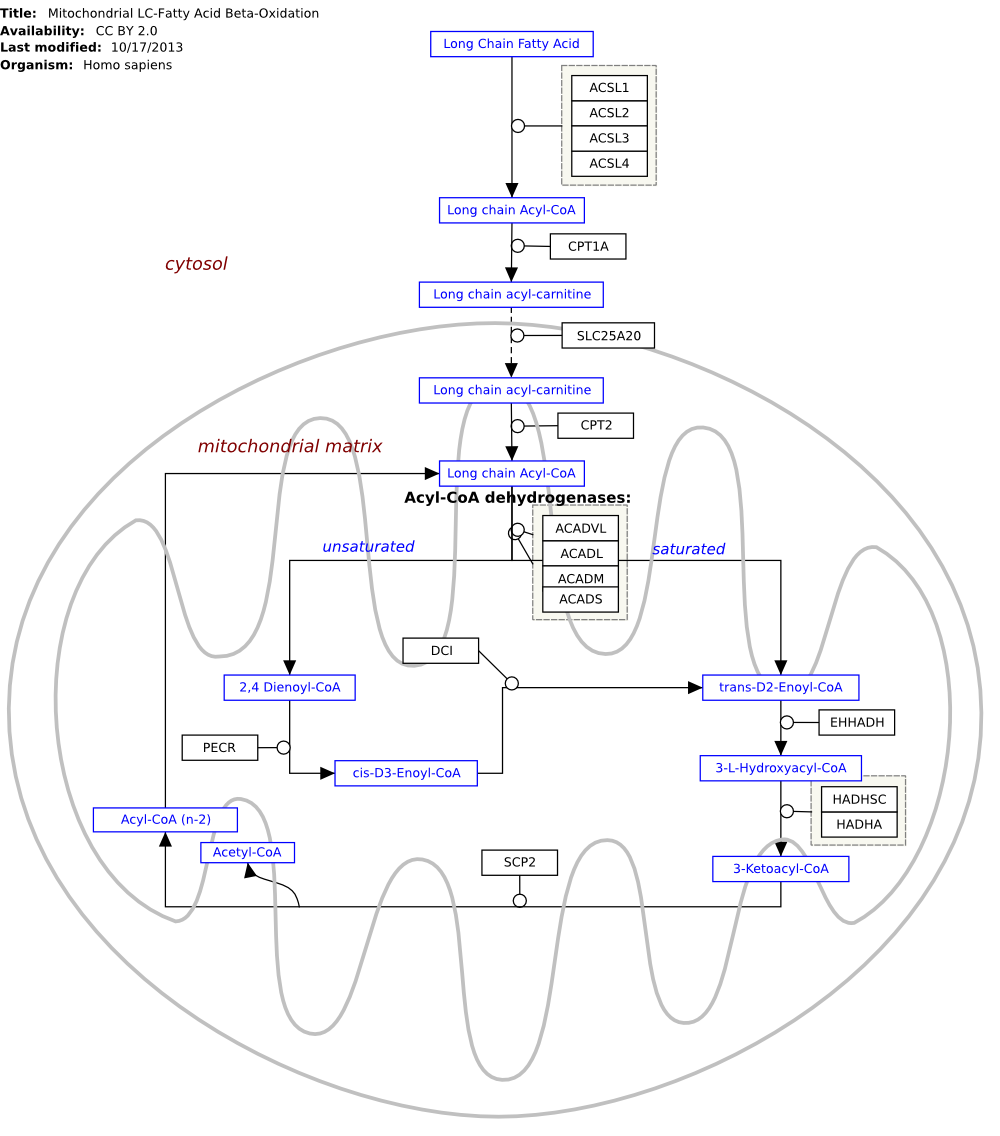 Title: Mitochondrial LC-Fatty Acid Beta-Oxidation
Availability: CC BY 2.0
Last modified: 10/17/2013
Organism: Homo sapiens
Long Chain Fatty Acid
ACSL1
ACSL2
ACSL3
ACSL4
Long chain Acyl-CoA
CPT1A
cytosol
Long chain acyl-carnitine
SLC25A20
Long chain acyl-carnitine
CPT2
mitochondrial matrix
Long chain Acyl-CoA
Acyl-CoA dehydrogenases:
ACADVL
unsaturated
ACADL
saturated
ACADM
ACADS
DCI
2,4 Dienoyl-CoA
trans-D2-Enoyl-CoA
EHHADH
PECR
cis-D3-Enoyl-CoA
3-L-Hydroxyacyl-CoA
HADHSC
Acyl-CoA (n-2)
HADHA
Acetyl-CoA
SCP2
3-Ketoacyl-CoA